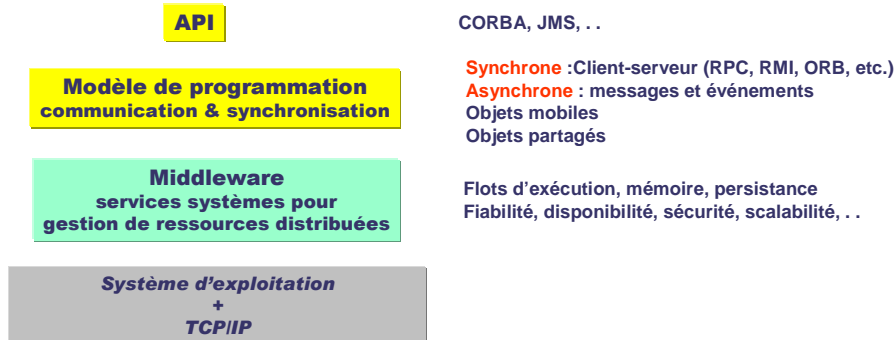 API
CORBA, JMS, . .
Modèle de programmation
communication & synchronisation
Synchrone :Client-serveur (RPC, RMI, ORB, etc.)
Asynchrone : messages et événements
Objets mobiles
Objets partagés
Middleware
services systèmes pour
gestion de ressources distribuées
Flots d'exécution, mémoire, persistance
Fiabilité, disponibilité, sécurité, scalabilité, . .
Système d'exploitation
+
TCP/IP